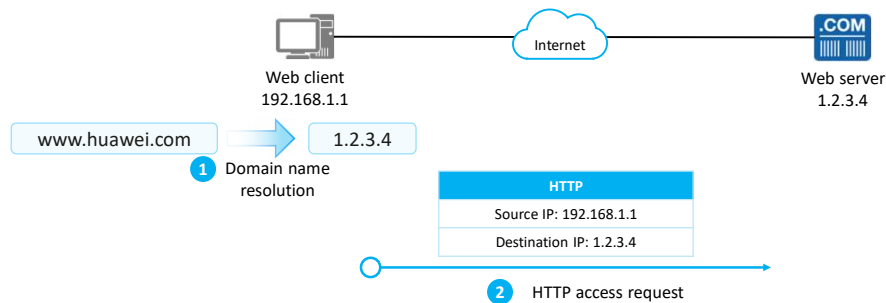 .COM
Internet
Web client
192.168.1.1
Web server
1.2.3.4
www.huawei.com
1.2.3.4
1 Domain name
resolution
HTTP
Source IP: 192.168.1.1
Destination IP: 1.2.3.4
2 HTTP access request